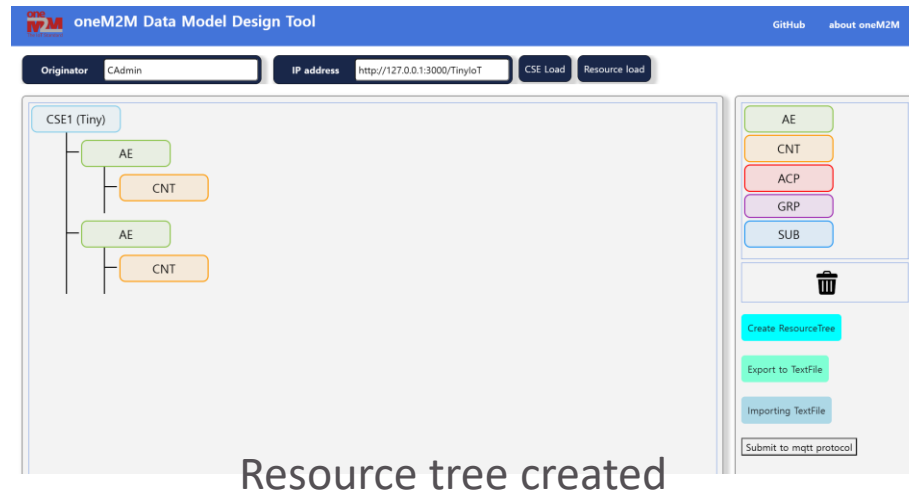 one
M2M
oneM2M Data Model Design Tool
GitHub about oneM2M
Originator CAdmin IP address http://127.0.0.1:3000/TinyIoT CSE Load Resource load
CSE1 (Tiny)
AE
CNT
AE
CNT
AE
CNT
ACP
GRP
SUB
Create ResourceTree
Export to TextFile
Importing TextFile
Submit to mqtt protocol
Resource tree created